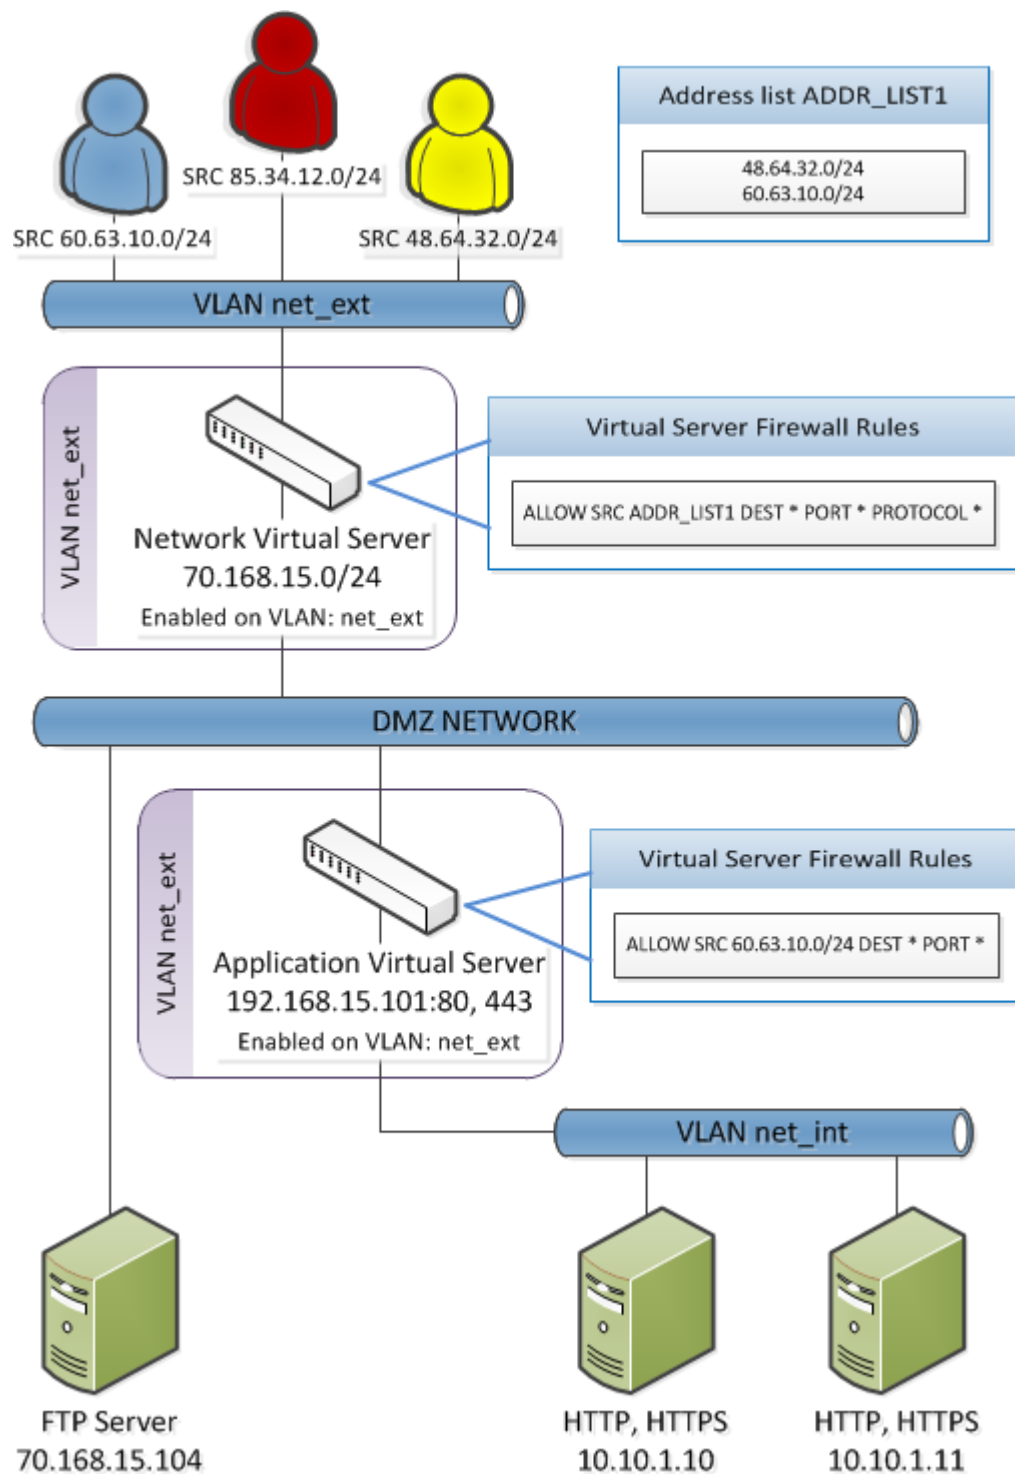 Address list ADDR_LIST1
48.64.32.0/24
60.63.10.0/24
SRC 85.34.12.0/24
SRC 60.63.10.0/24
SRC 48.64.32.0/24
VLAN net_ext
VLAN net_ext
Network Virtual Server
70.168.15.0/24
Enabled on VLAN: net_ext
Virtual Server Firewall Rules
ALLOW SRC ADDR_LIST1 DEST * PORT * PROTOCOL *
DMZ NETWORK
VLAN net_ext
Application Virtual Server
192.168.15.101:80, 443
Enabled on VLAN: net_ext
Virtual Server Firewall Rules
ALLOW SRC 60.63.10.0/24 DEST * PORT *
VLAN net_int
FTP Server
70.168.15.104
HTTP, HTTPS
10.10.1.10
HTTP, HTTPS
10.10.1.11